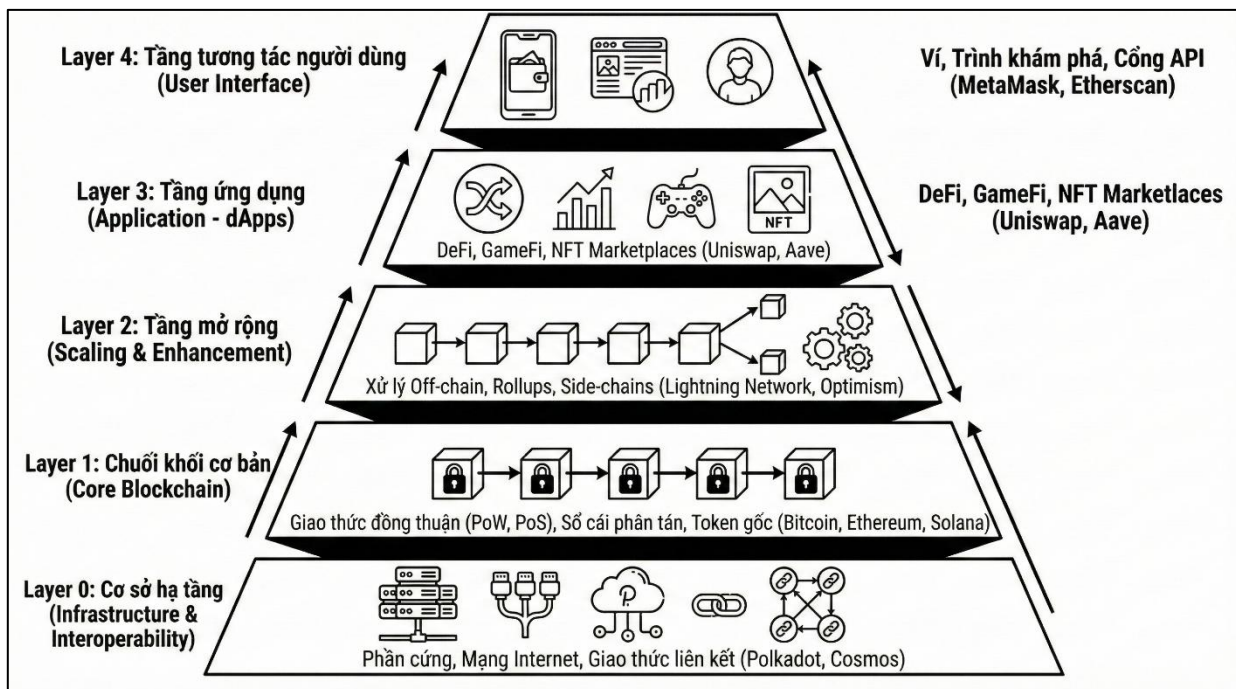 Layer 4: Tầng tương tác người dùng
(User Interface)
Ví, Trình khám phá, Cổng API
(MetaMask, Etherscan)
Layer 3: Tầng ứng dụng
(Application - dApps)
NFT
DeFi, GameFi, NFT Marketplaces (Uniswap, Aave)
DeFi, GameFi, NFT Marketlaces
(Uniswap, Aave)
Layer 2: Tầng mở rộng
(Scaling & Enhancement)
Xử lý Off-chain, Rollups, Side-chains (Lightning Network, Optimism)
Layer 1: Chuối khối cơ bản
(Core Blockchain)
Giao thức đồng thuận (PoW, PoS), Sổ cái phân tán, Token gốc (Bitcoin, Ethereum, Solana)
Layer 0: Cơ sở hạ tầng
(Infrastructure &
Interoperability)
P.
Phần cứng, Mạng Internet, Giao thức liên kết (Polkadot, Cosmos)